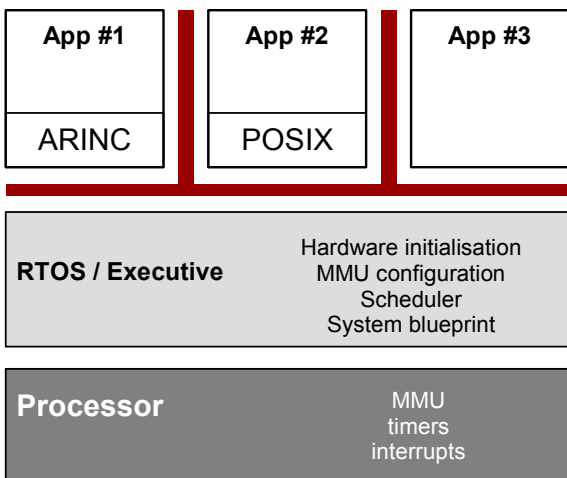 App #1
App #2
App #3
ARINC
POSIX
RTOS / Executive
Hardware initialisation
MMU configuration
Scheduler
System blueprint
Processor
MMU
timers
interrupts